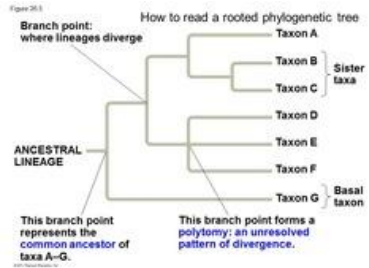 Figure 26.5
How to read a rooted phylogenetic tree
Branch point:
where lineages diverge
Taxon A
Taxon B
Taxon C
Sister
taxa
Taxon D
Taxon E
Taxon F
ANCESTRAL
LINEAGE
Taxon G
Basal
taxon
This branch point
represents the
common ancestor of
taxa A–G.
This branch point forms a
polytomy: an unresolved
pattern of divergence.